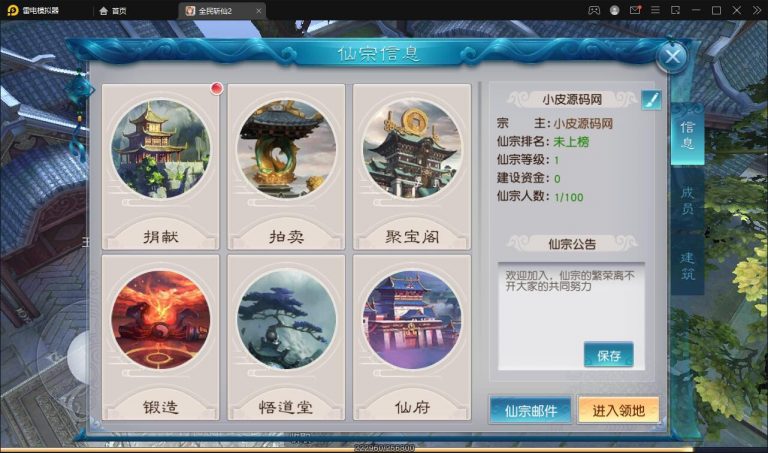 雷电模拟器
首页
全民斩仙2
仙宗信息
捐献
拍卖
聚宝阁
锻造
悟道堂
仙府
小皮源码网
宗　　主:小皮源码网
仙宗排名:未上榜
仙宗等级:1
建设资金:0
仙宗人数:1/100
仙宗公告
欢迎加入，仙宗的繁荣离不
开大家的共同努力
保存
仙宗邮件
进入领地
信息
成员
建筑